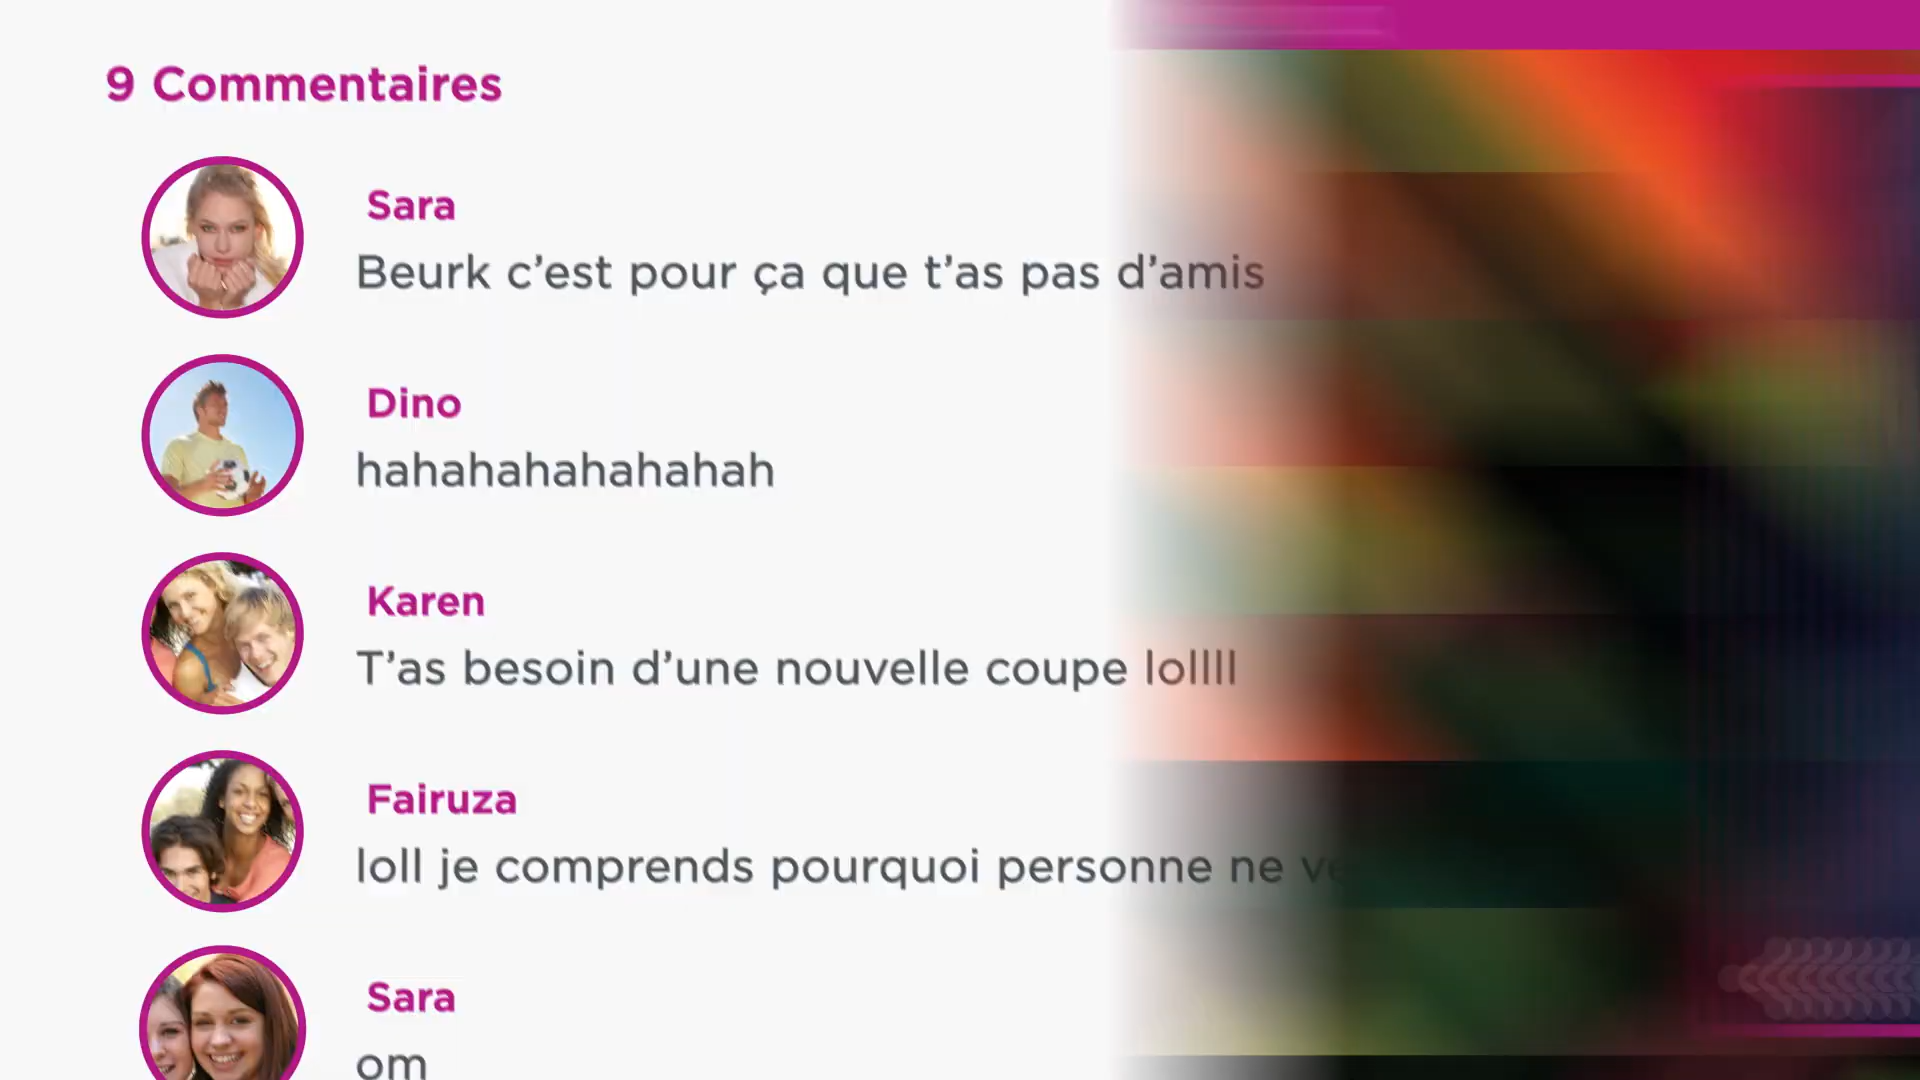 9 Commentaires
Sara
Beurk c’est pour ça que t’as pas d’amis
Dino
hahahahahahahah
Karen
T’as besoin d’une nouvelle coupe lollll
Fairuza
loll je comprends pourquoi personne ne
Sara
om